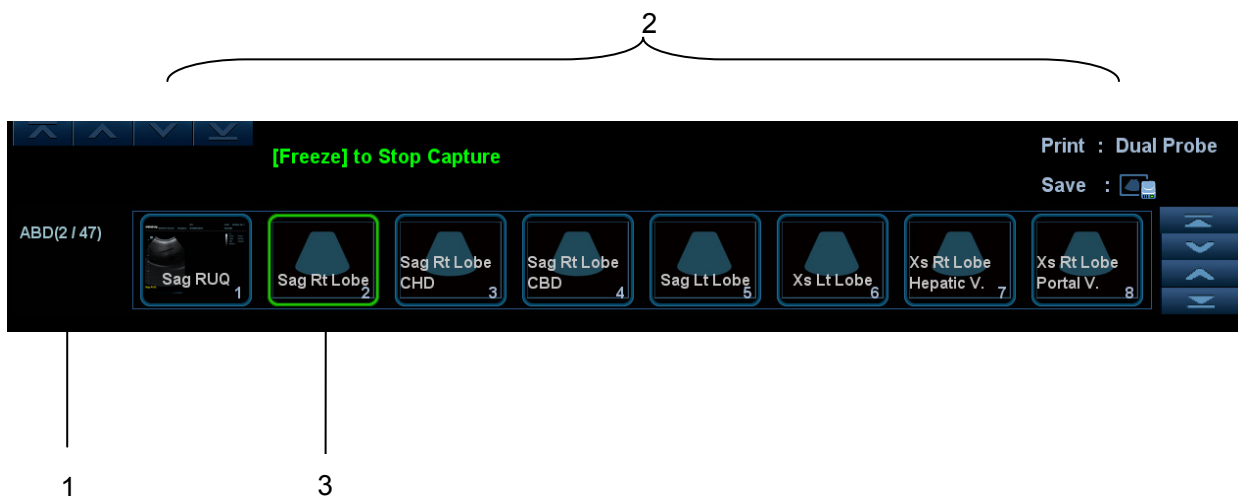 2
[Freeze] to Stop Capture
Print : Dual Probe
Save :
ABD(2 / 47)
Sag RUQ
1
Sag Rt Lobe
2
Sag Rt Lobe
CHD
3
Sag Rt Lobe
CBD
4
Sag Lt Lobe
5
Xs Lt Lobe
6
Xs Rt Lobe
Hepatic V.
7
Xs Rt Lobe
Portal V.
8
1
3